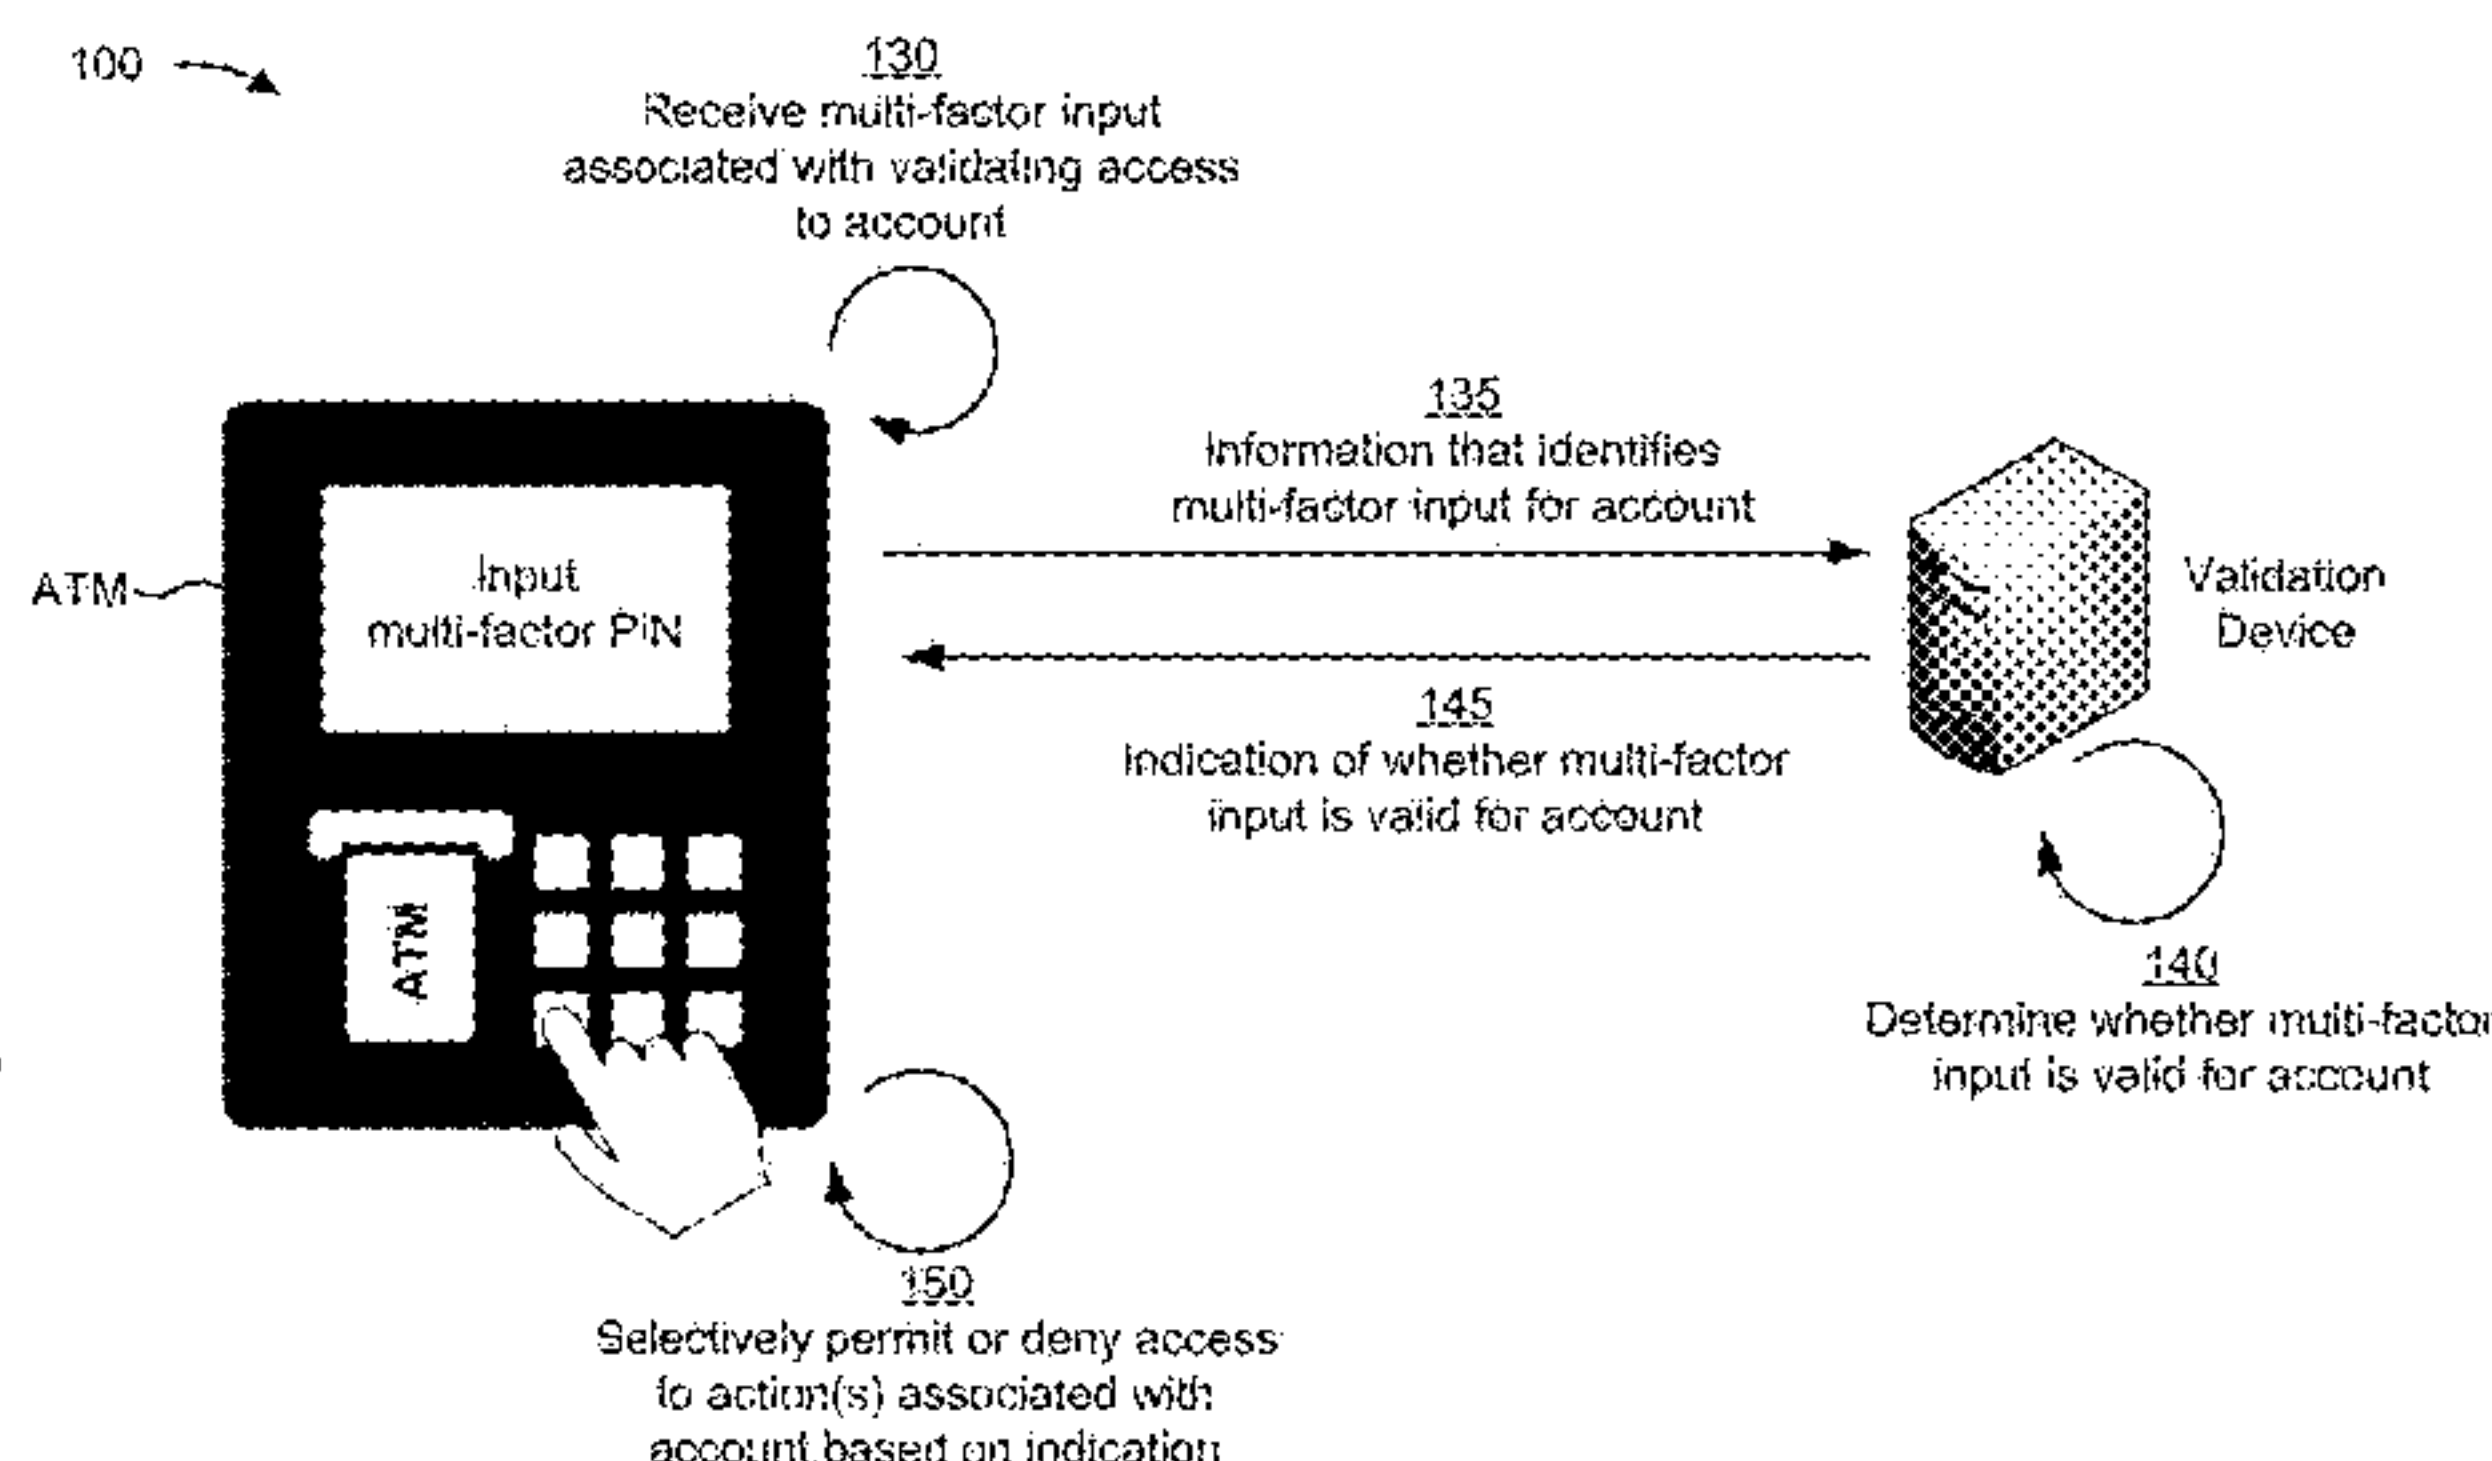 100
130
Receive multi-factor input
associated with validating access
to account
135
Information that identifies
multi-factor input for account
ATM
Input
multi-factor PIN
Validation
Device
145
Indication of whether multi-factor
input is valid for account
ATM
140
Determine whether multi-factor
input is valid for account
150
Selectively permit or deny access
to action(s) associated with
account based on indication